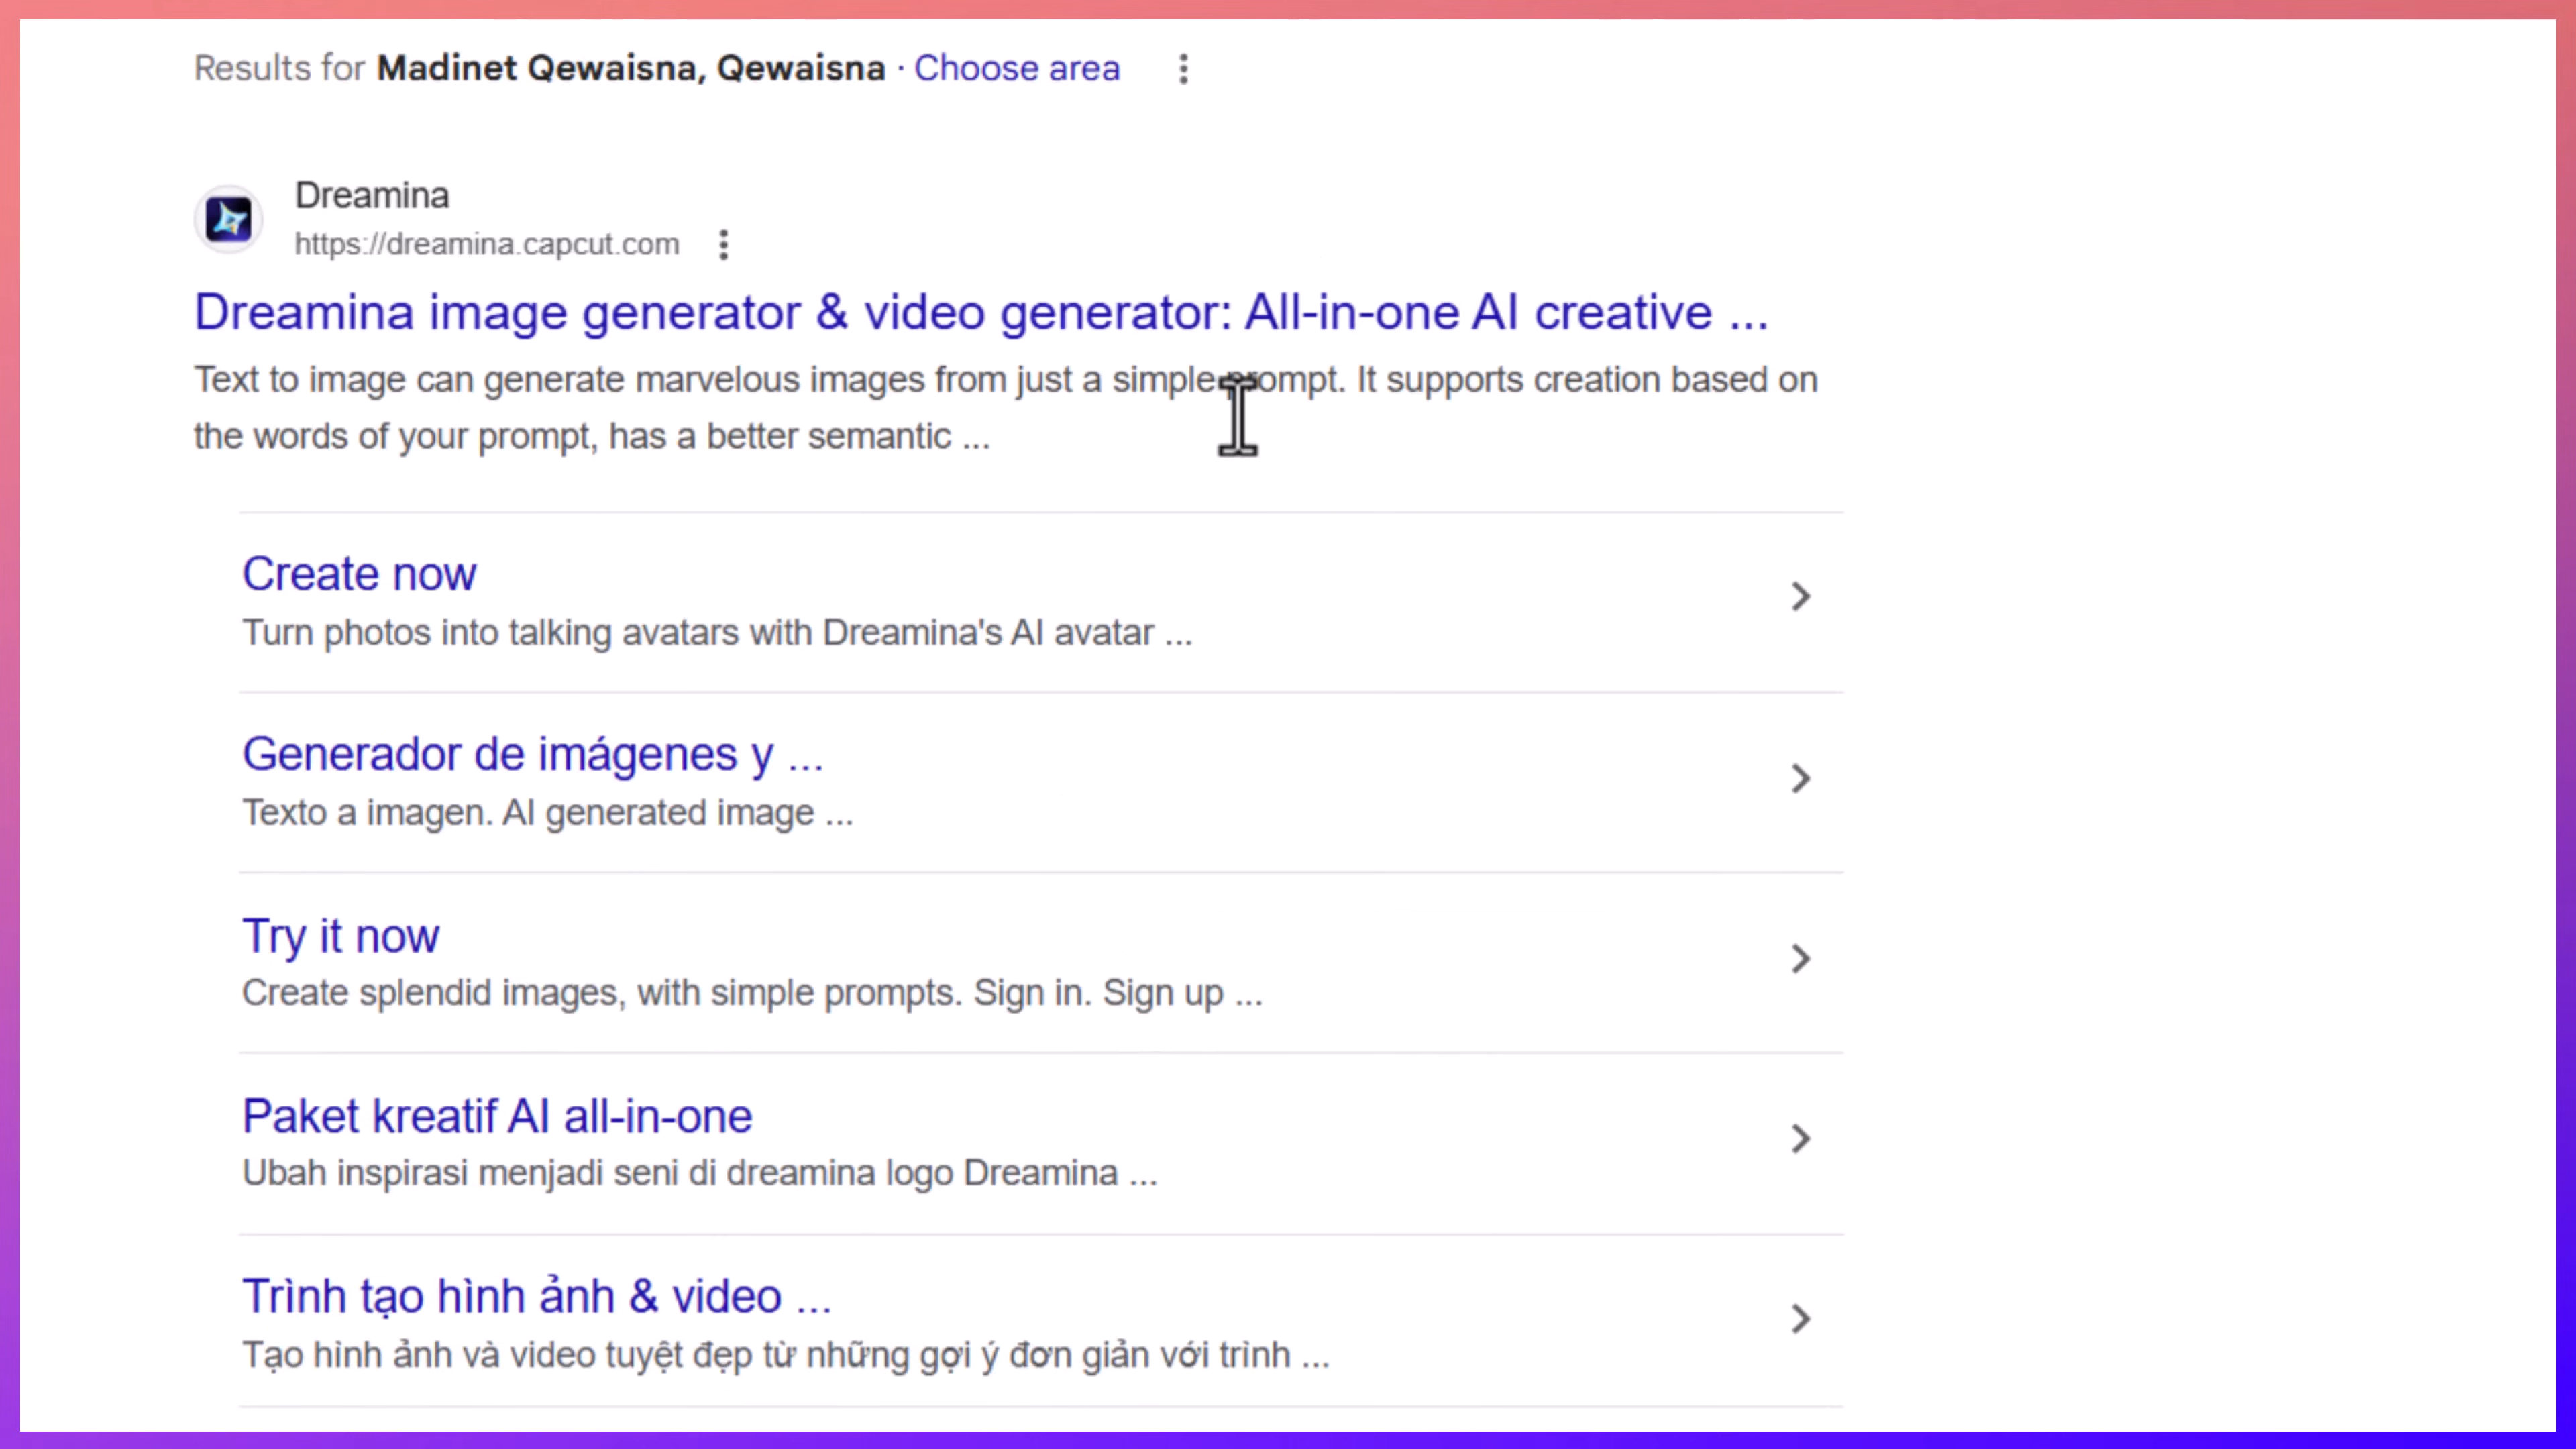 Results for Madinet Qewaisna, Qewaisna · Choose area
Dreamina
https://dreamina.capcut.com
Dreamina image generator & video generator: All-in-one AI creative ...
Text to image can generate marvelous images from just a simple prompt. It supports creation based on
the words of your prompt, has a better semantic ...
Create now
Turn photos into talking avatars with Dreamina's AI avatar ...
Generador de imágenes y ...
Texto a imagen. AI generated image ...
Try it now
Create splendid images, with simple prompts. Sign in. Sign up ...
Paket kreatif AI all-in-one
Ubah inspirasi menjadi seni di dreamina logo Dreamina ...
Trình tạo hình ảnh & video ...
Tạo hình ảnh và video tuyệt đẹp từ những gợi ý đơn giản với trình ...